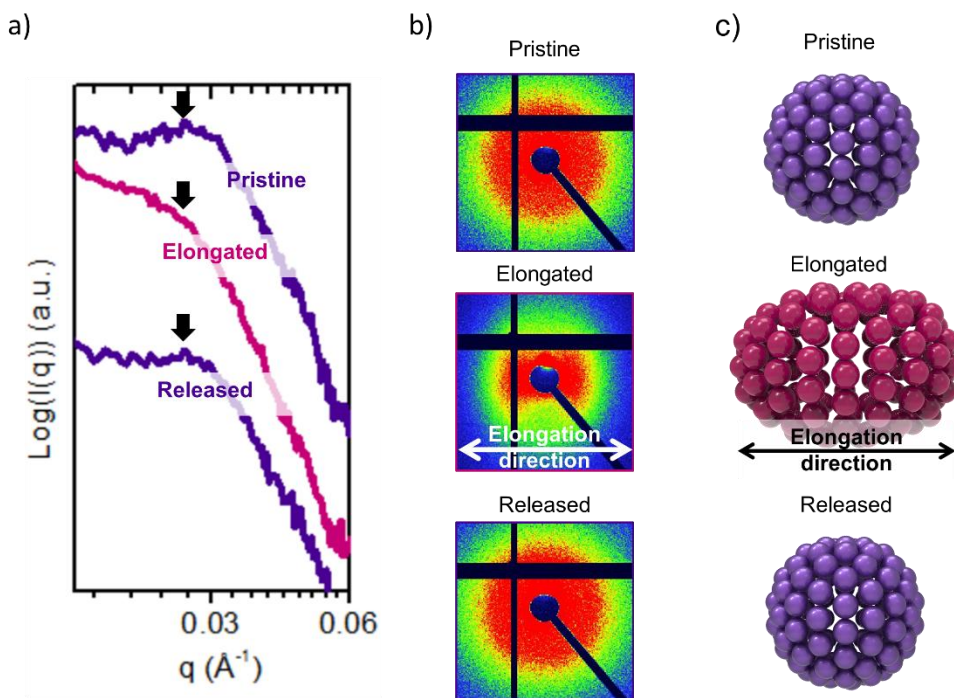 a)
Log(I(q)) (a.u.)
Pristine
Elongated
Released
0.03 0.06
q (Å⁻¹)
b)
Pristine
Elongated
Elongation
direction
Released
c)
Pristine
Elongated
Elongation
direction
Released